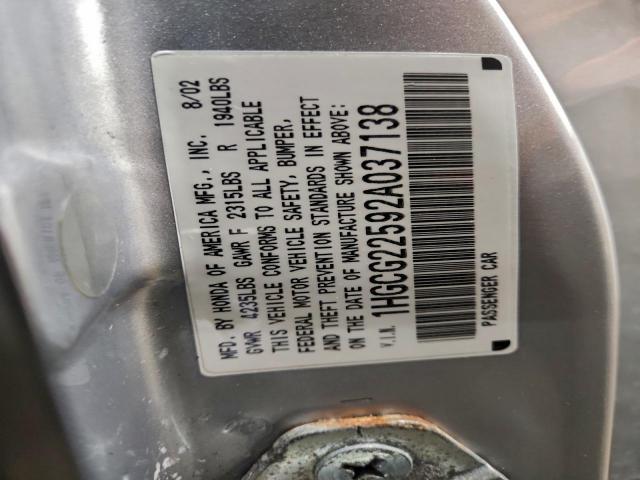 MFD. BY HONDA OF AMERICA MFG., INC. 8/02
GVWR 4235LBS GAWR F 2315LBS R 1940LBS
THIS VEHICLE CONFORMS TO ALL APPLICABLE
FEDERAL MOTOR VEHICLE SAFETY, BUMPER,
AND THEFT PREVENTION STANDARDS IN EFFECT
ON THE DATE OF MANUFACTURE SHOWN ABOVE:
1HGCG22592A037138
V.I.N. PASSENGER CAR